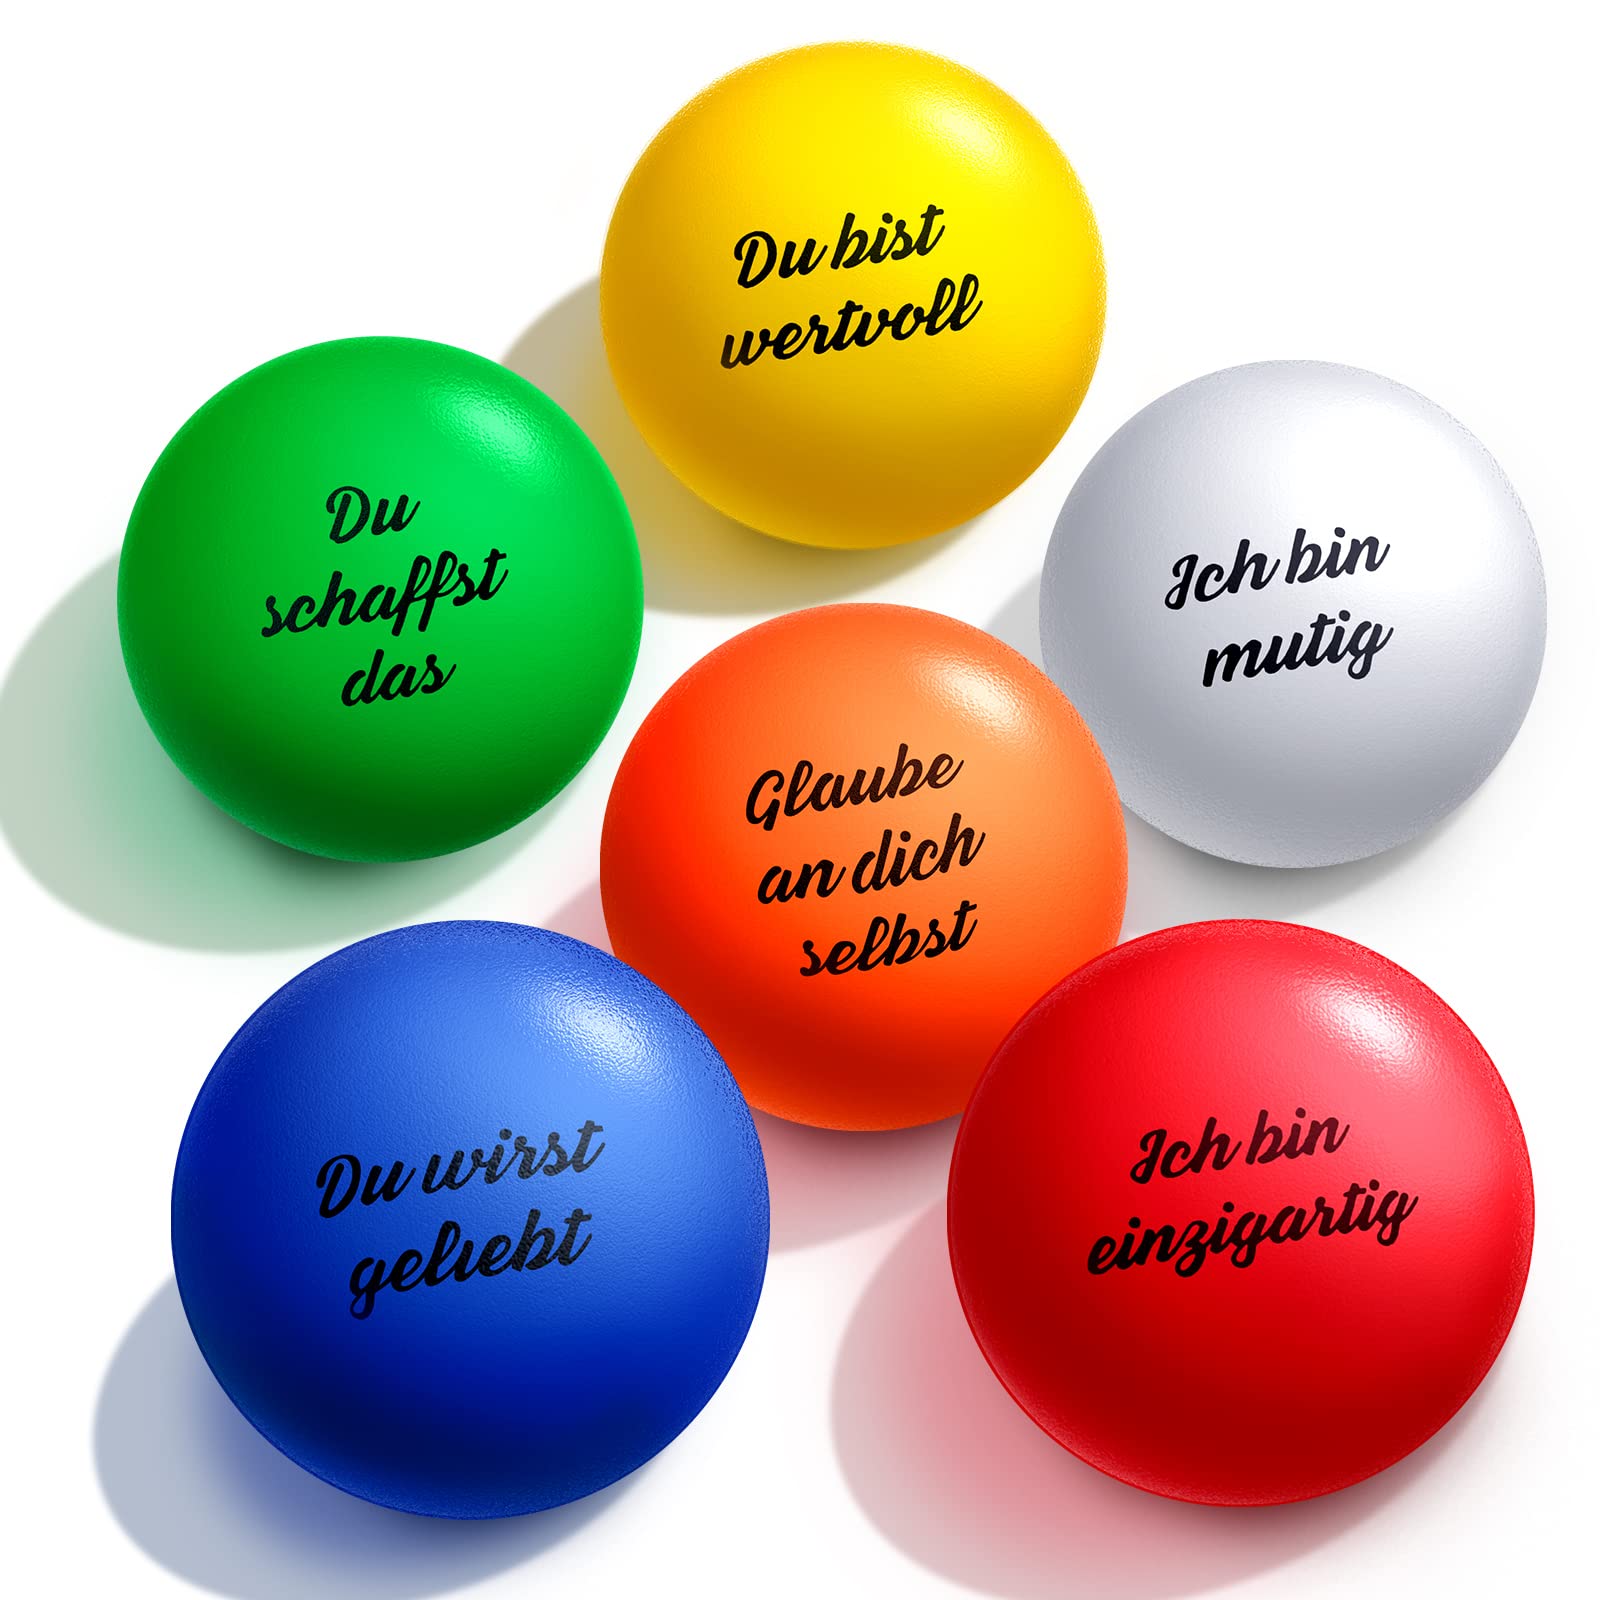 Du bist
wertvoll
Du
schaffst
das
Ich bin
mutig
Glaube
an dich
selbst
Du wirst
geliebt
Ich bin
einzigartig